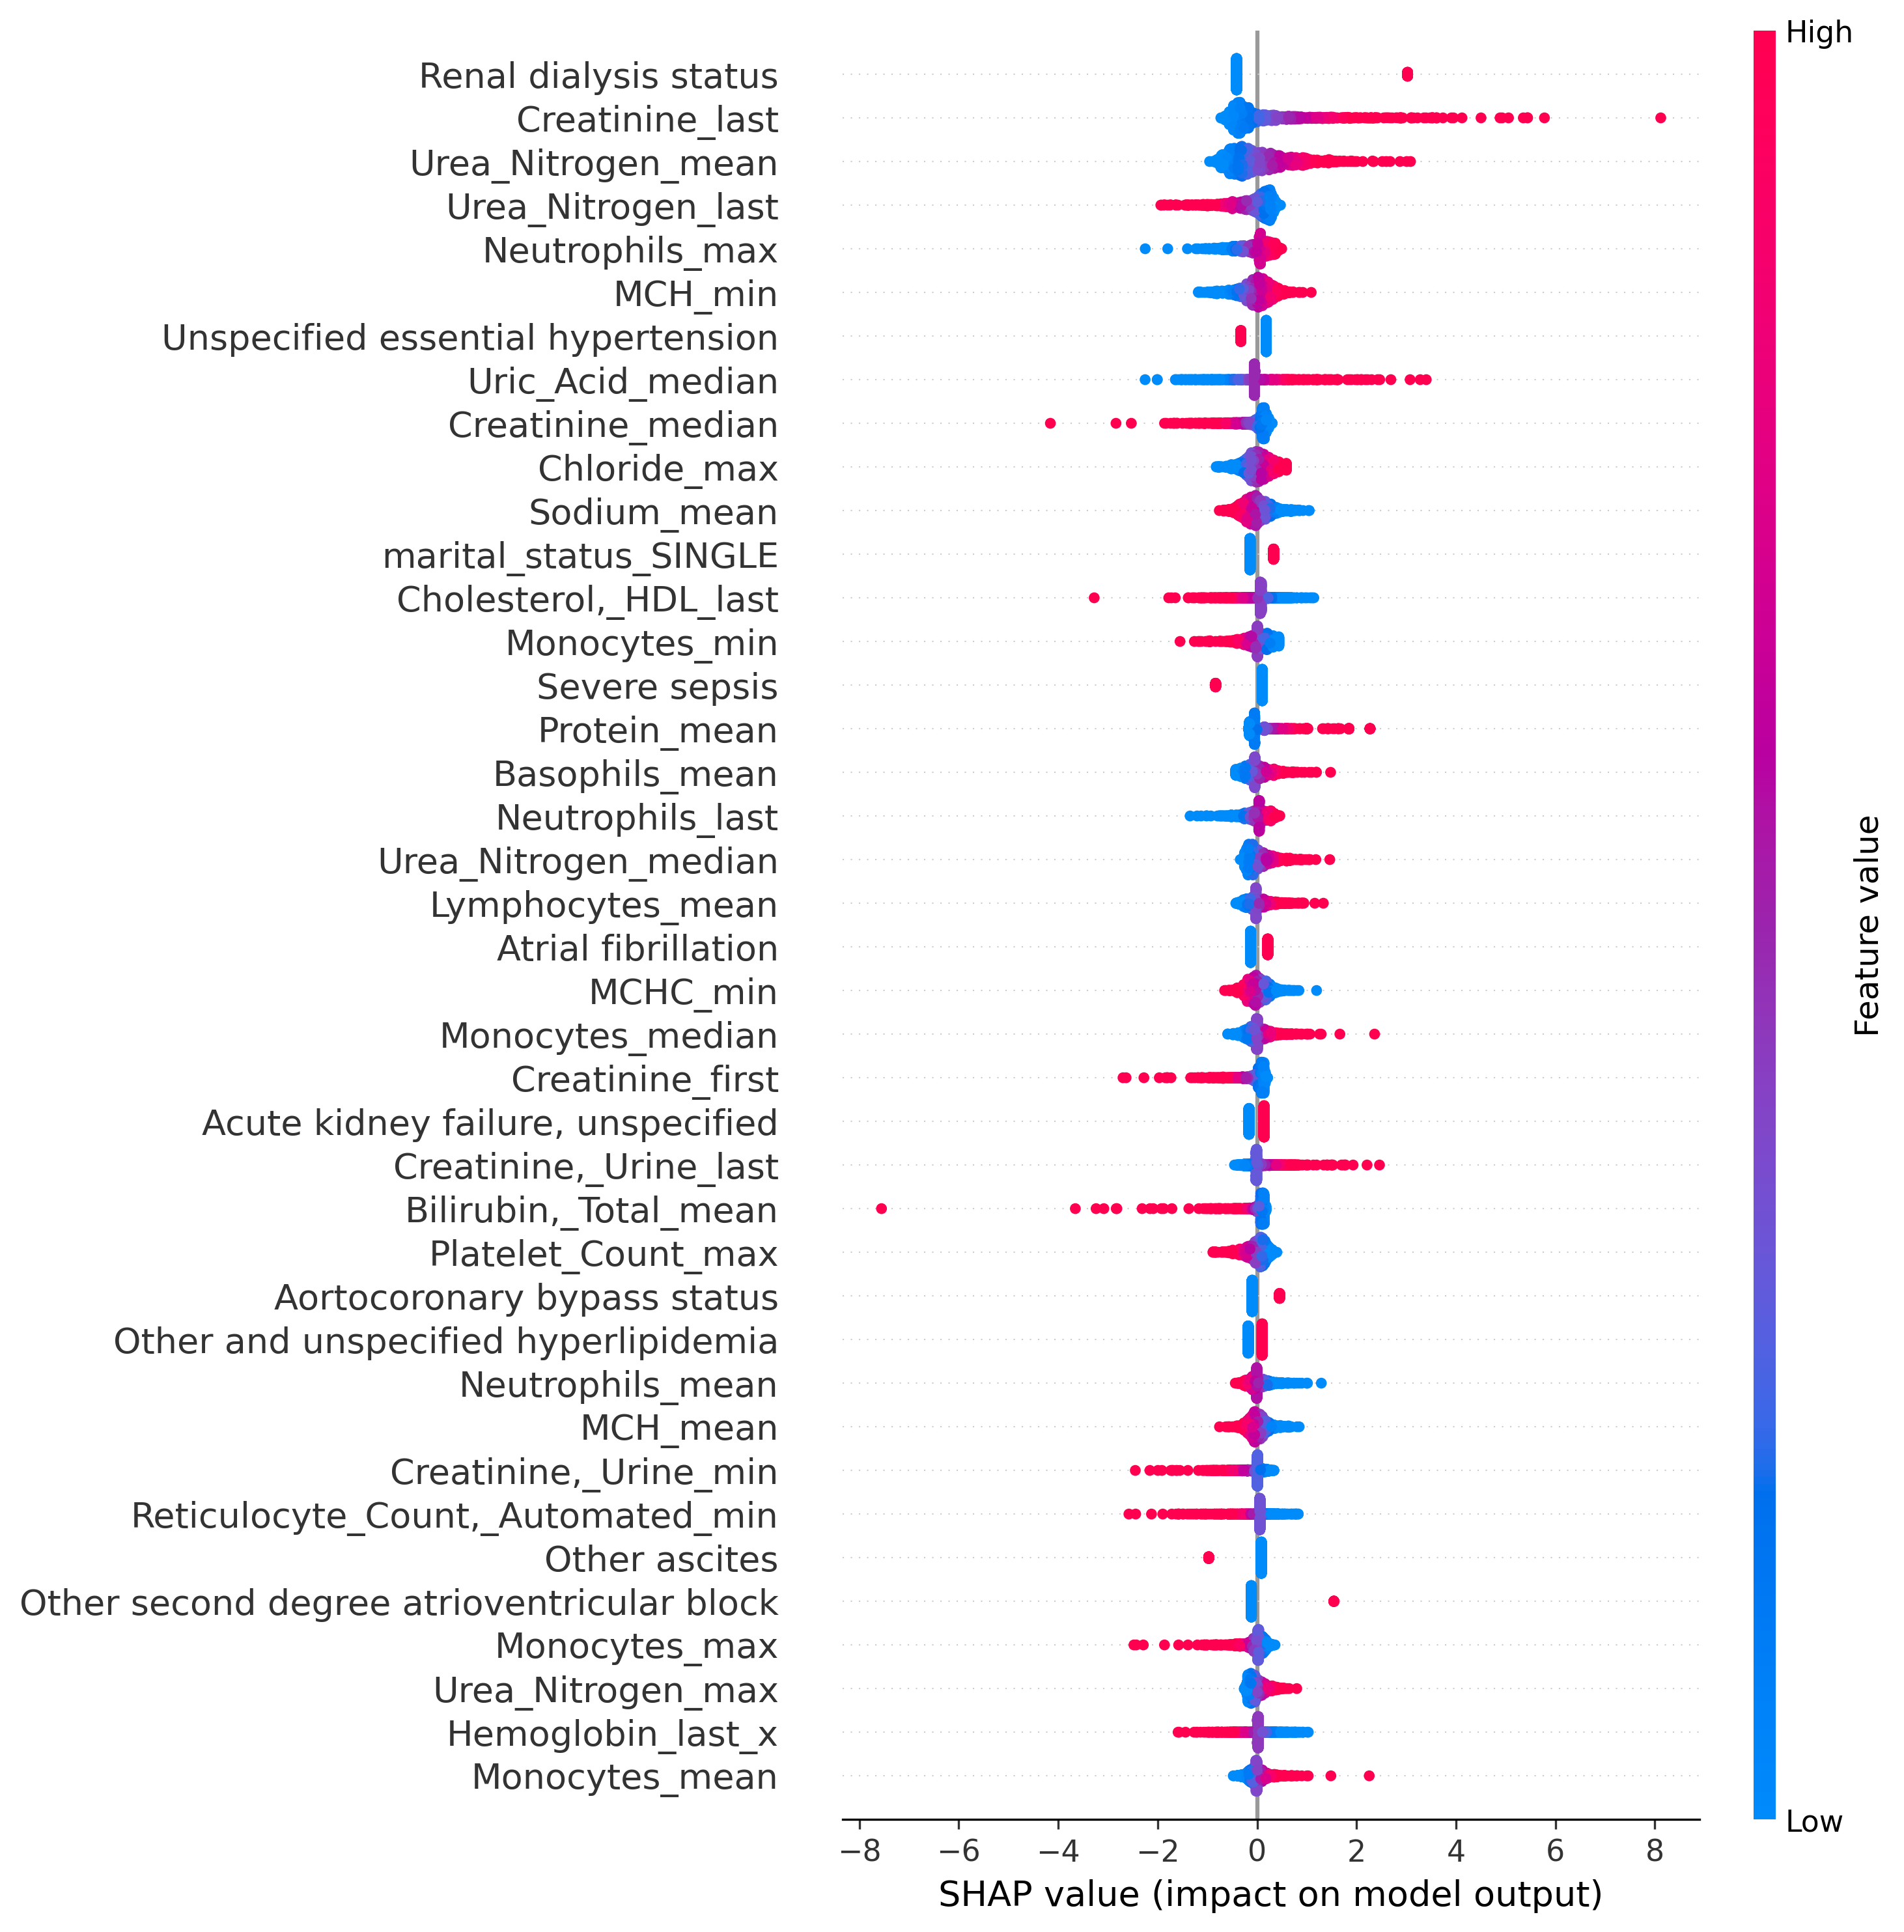 High
Renal dialysis status
Creatinine_last
Urea_Nitrogen_mean
Urea_Nitrogen_last
Neutrophils_max
MCH_min
Unspecified essential hypertension
Uric_Acid_median
Creatinine_median
Chloride_max
Sodium_mean
marital_status_SINGLE
Cholesterol,_HDL_last
Monocytes_min
Severe sepsis
Protein_mean
Basophils_mean
Neutrophils_last
Urea_Nitrogen_median
Lymphocytes_mean
Atrial fibrillation
MCHC_min
Monocytes_median
Creatinine_first
Acute kidney failure, unspecified
Creatinine,_Urine_last
Bilirubin,_Total_mean
Platelet_Count_max
Aortocoronary bypass status
Other and unspecified hyperlipidemia
Neutrophils_mean
MCH_mean
Creatinine,_Urine_min
Reticulocyte_Count,_Automated_min
Other ascites
Other second degree atrioventricular block
Monocytes_max
Urea_Nitrogen_max
Hemoglobin_last_x
Monocytes_mean
Feature value
Low
−8 −6 −4 −2 0 2 4 6 8
SHAP value (impact on model output)